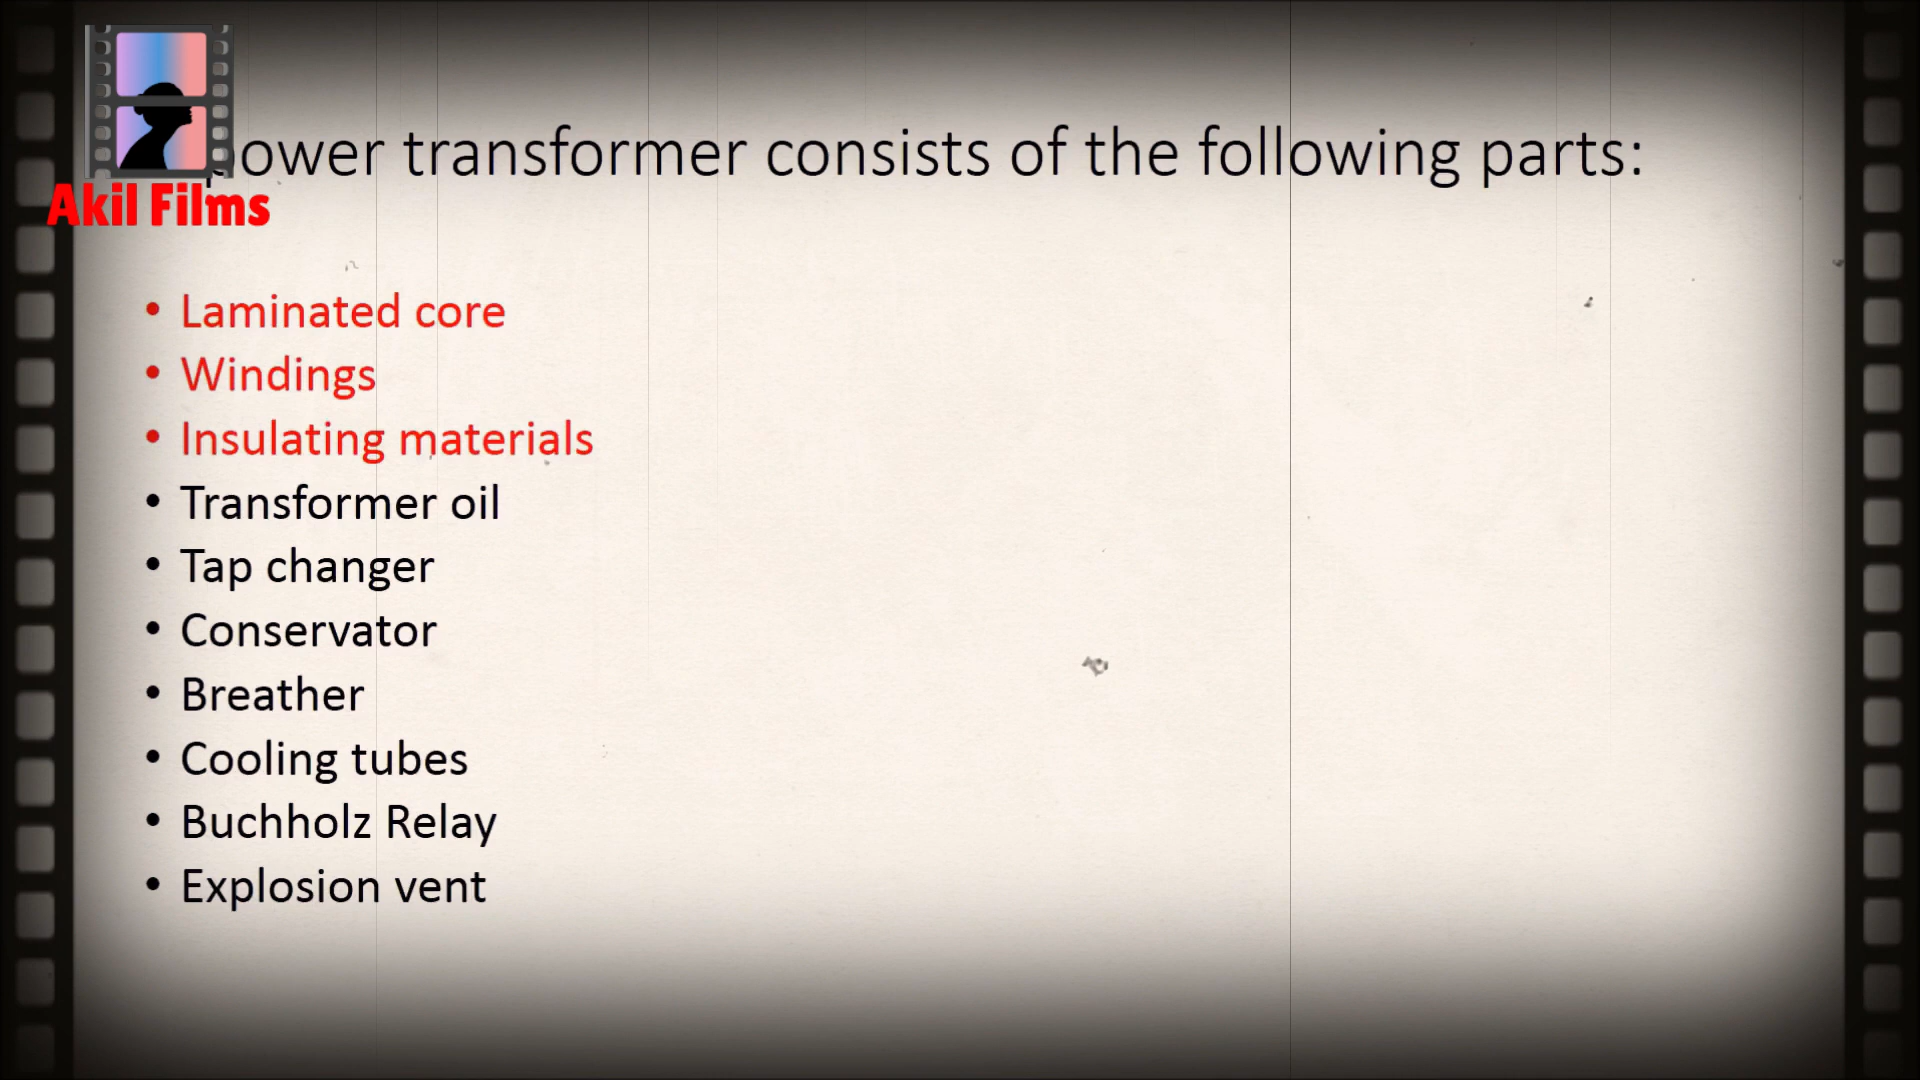 power transformer consists of the following parts:
Akil Films
• Laminated core
• Windings
• Insulating materials
• Transformer oil
• Tap changer
• Conservator
• Breather
• Cooling tubes
• Buchholz Relay
• Explosion vent